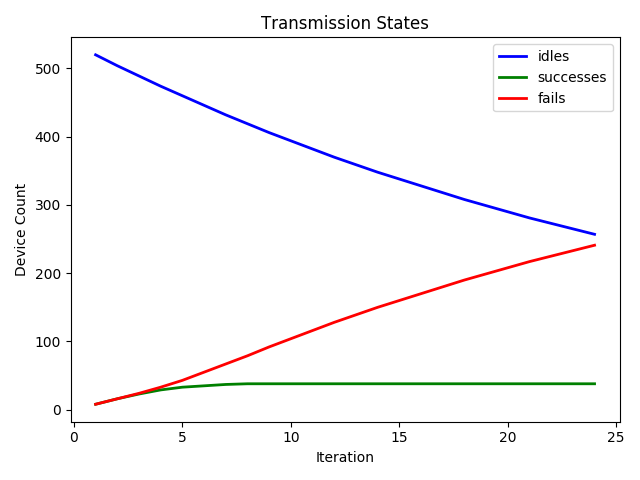 Transmission States
idles
successes
fails
Device Count
500
400
300
200
100
0
0 5 10 15 20 25
Iteration